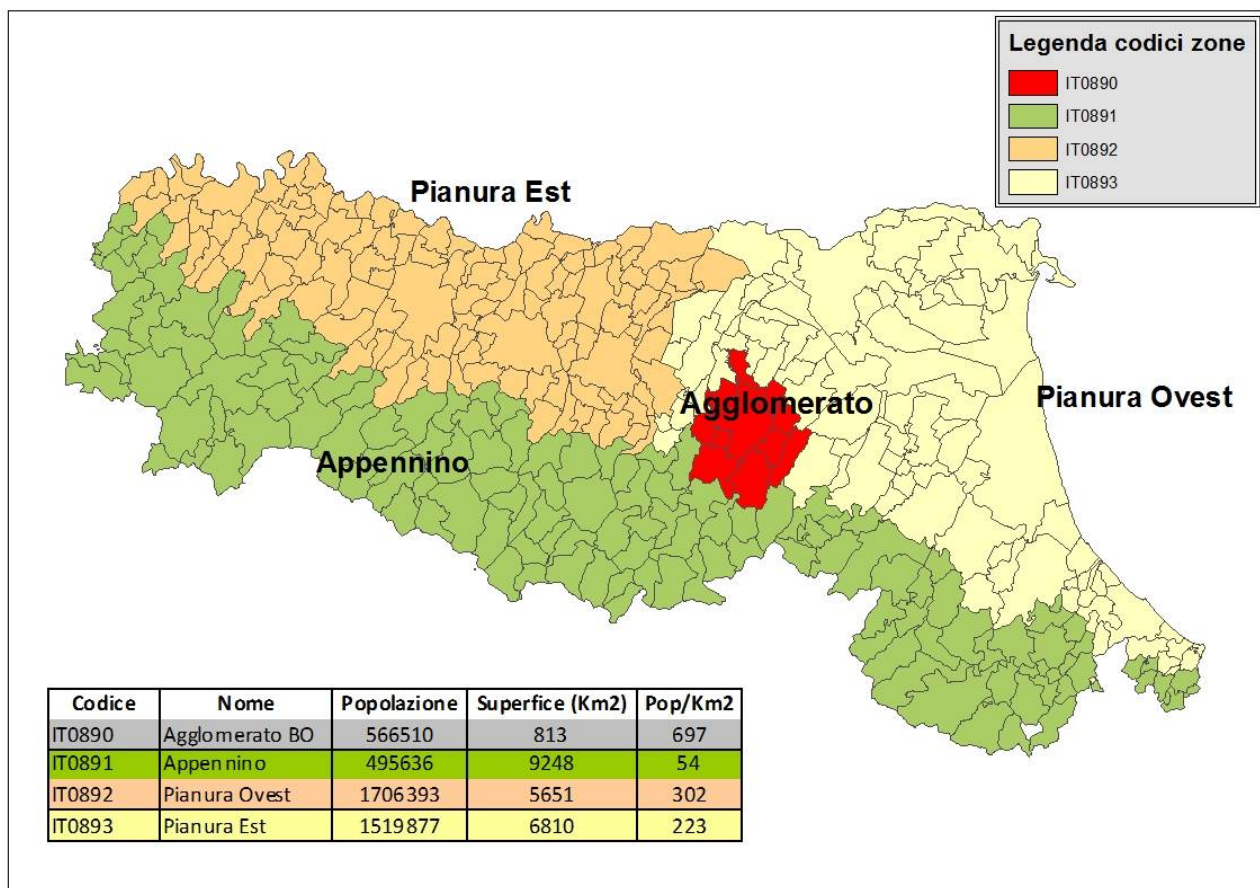 Legenda codici zone
IT0890
IT0891
IT0892
IT0893
Pianura Est
Agglomerato
Pianura Ovest
Appennino
Codice Nome Popolazione Superfice (Km2) Pop/Km2
IT0890 Agglomerato BO 566510 813 697
IT0891 Appennino 495636 9248 54
IT0892 Pianura Ovest 1706393 5651 302
IT0893 Pianura Est 1519877 6810 223